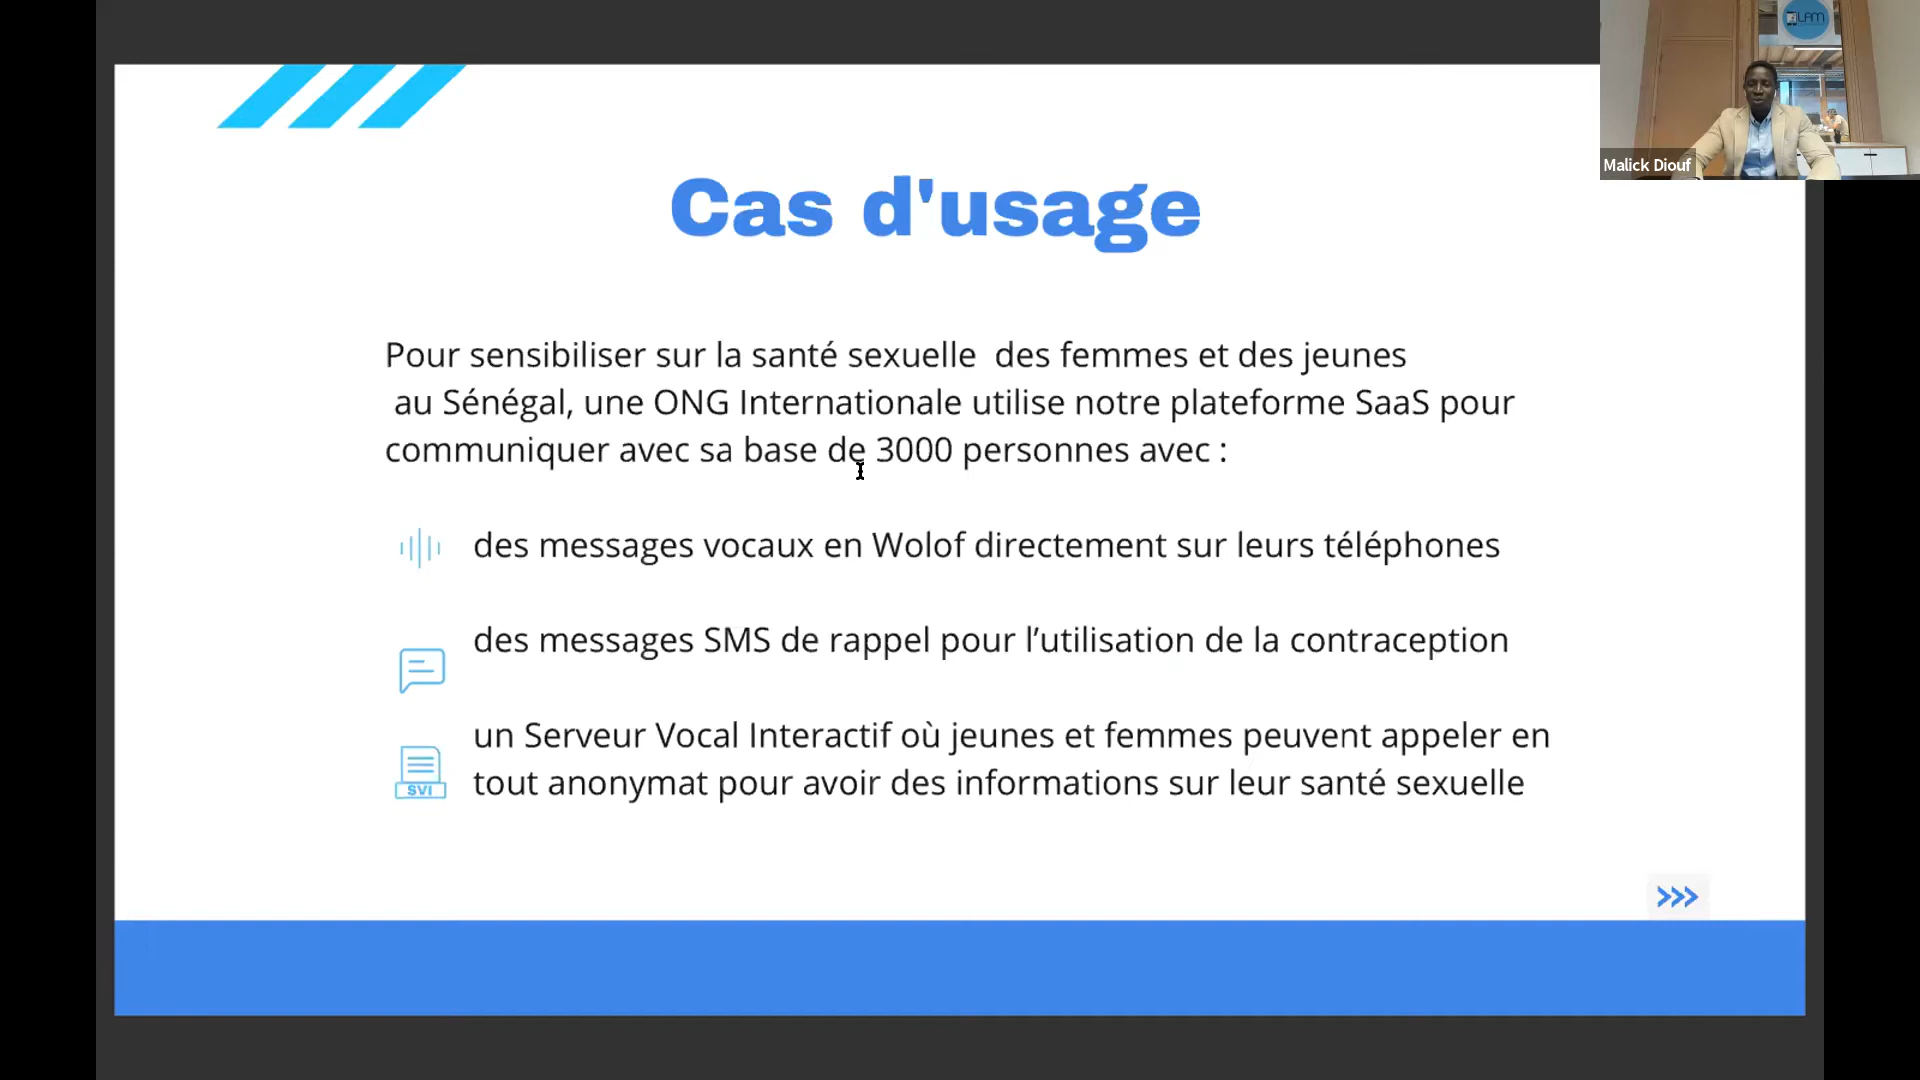 LAM
Malick Diouf
Cas d'usage
Pour sensibiliser sur la santé sexuelle des femmes et des jeunes
au Sénégal, une ONG Internationale utilise notre plateforme SaaS pour
communiquer avec sa base de 3000 personnes avec :
des messages vocaux en Wolof directement sur leurs téléphones
des messages SMS de rappel pour l’utilisation de la contraception
un Serveur Vocal Interactif où jeunes et femmes peuvent appeler en
tout anonymat pour avoir des informations sur leur santé sexuelle
SVI
>>>